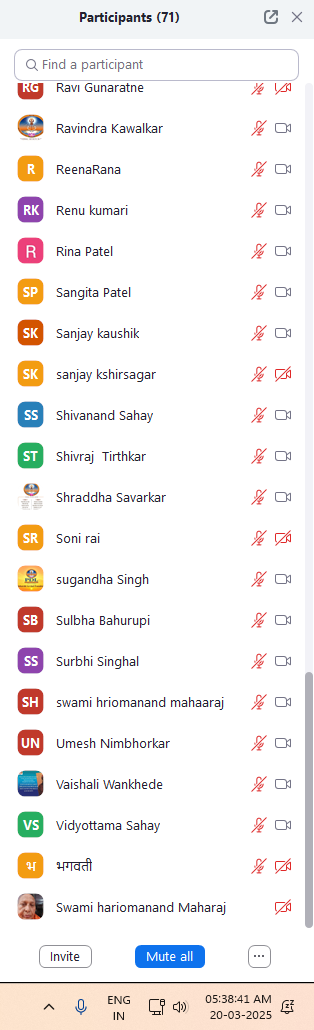 Participants (71)
Find a participant
RG Ravi Gunaratne
Ravindra Kawalkar
R ReenaRana
RK Renu kumari
R Rina Patel
SP Sangita Patel
SK Sanjay kaushik
SK sanjay kshirsagar
SS Shivanand Sahay
ST Shivraj Tirthkar
Shraddha Savarkar
SR Soni rai
sugandha Singh
SB Sulbha Bahurupi
SS Surbhi Singhal
SH swami hriomanand mahaaraj
UN Umesh Nimbhorkar
Vaishali Wankhede
VS Vidyottama Sahay
भ भगवती
Swami hariomanand Maharaj
Invite Mute all ...
ENG 05:38:41 AM
IN 20-03-2025